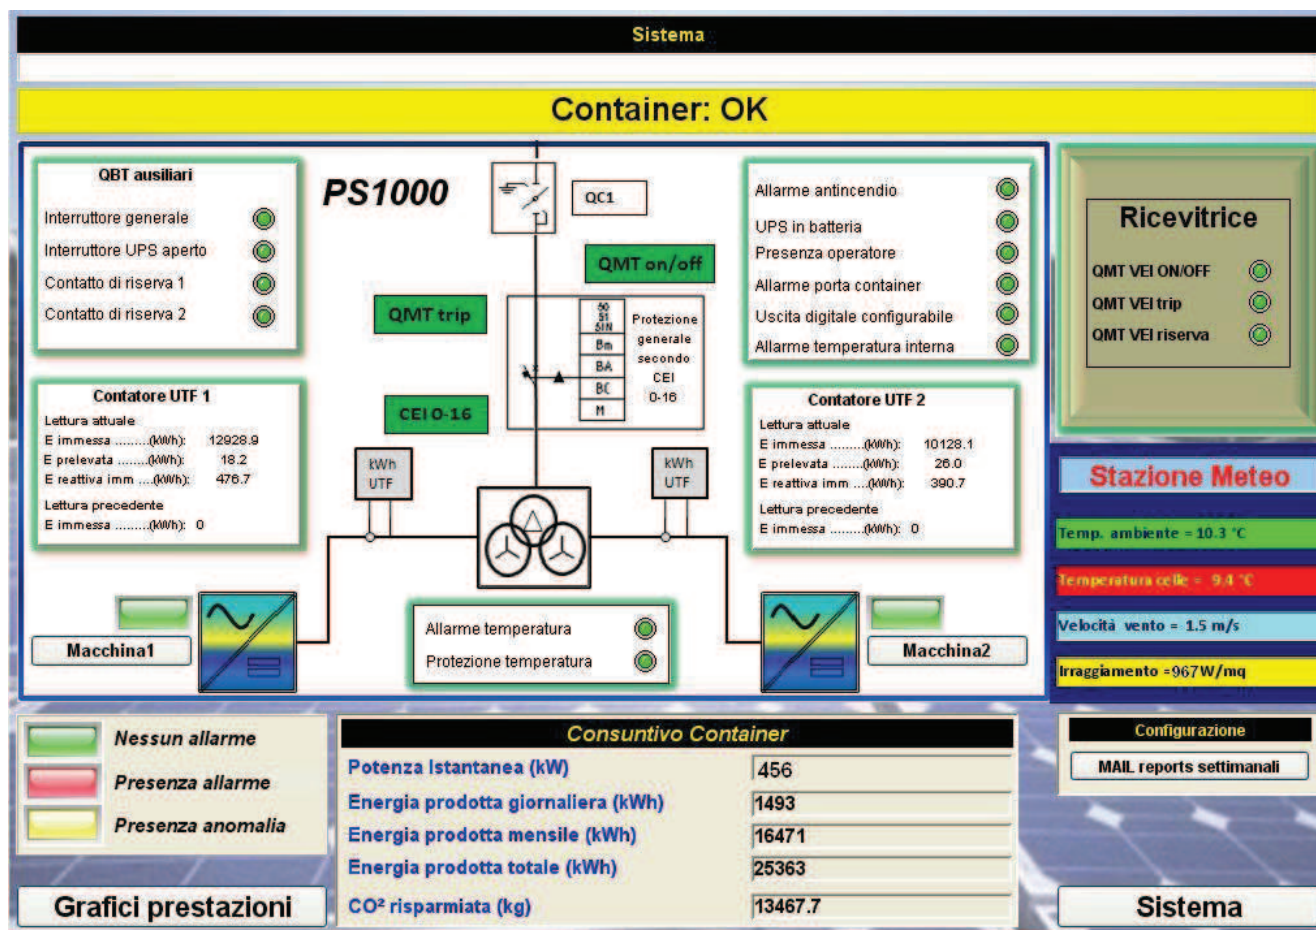 Sistema
Container: OK
QBT ausiliari
Interruttore generale
Interruttore UPS aperto
Contatto di riserva 1
Contatto di riserva 2
PS1000
QC1
QMT on/off
QMT trip
CEI 0-16
50
51
51N
Bm
BA
BC
M
Protezione
generale
secondo
CEI
0-16
Allarme antincendio
UPS in batteria
Presenza operatore
Allarme porta container
Uscita digitale configurabile
Allarme temperatura interna
Ricevitrice
QMT VEI ON/OFF
QMT VEI trip
QMT VEI riserva
Contatore UTF 1
Lettura attuale
E immessa .........(kWh): 12928.9
E prelevata ........(kWh): 18.2
E reattiva imm ....(kWh): 476.7
Lettura precedente
E immessa .........(kWh): 0
kWh
UTF
kWh
UTF
Contatore UTF 2
Lettura attuale
E immessa .........(kWh): 10128.1
E prelevata ........(kWh): 26.0
E reattiva imm ....(kWh): 390.7
Lettura precedente
E immessa .........(kWh): 0
Stazione Meteo
Temp. ambiente = 10.3 °C
Temperatura celle = 9.4 °C
Velocità vento = 1.5 m/s
Irraggiamento =967W/mq
Macchina1
Allarme temperatura
Protezione temperatura
Macchina2
Nessun allarme
Presenza allarme
Presenza anomalia
Grafici prestazioni
Consuntivo Container
Potenza Istantanea (kW) 456
Energia prodotta giornaliera (kWh) 1493
Energia prodotta mensile (kWh) 16471
Energia prodotta totale (kWh) 25363
CO² risparmiata (kg) 13467.7
Configurazione
MAIL reports settimanali
Sistema